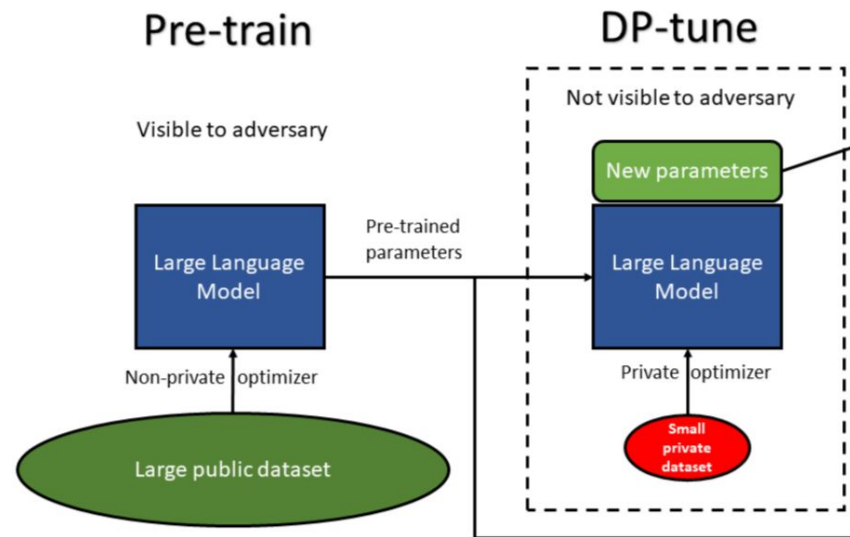 Pre-train
DP-tune
Visible to adversary
Not visible to adversary
New parameters
Pre-trained
parameters
Large Language
Model
Large Language
Model
Non-private optimizer
Private optimizer
Large public dataset
Small
private
dataset